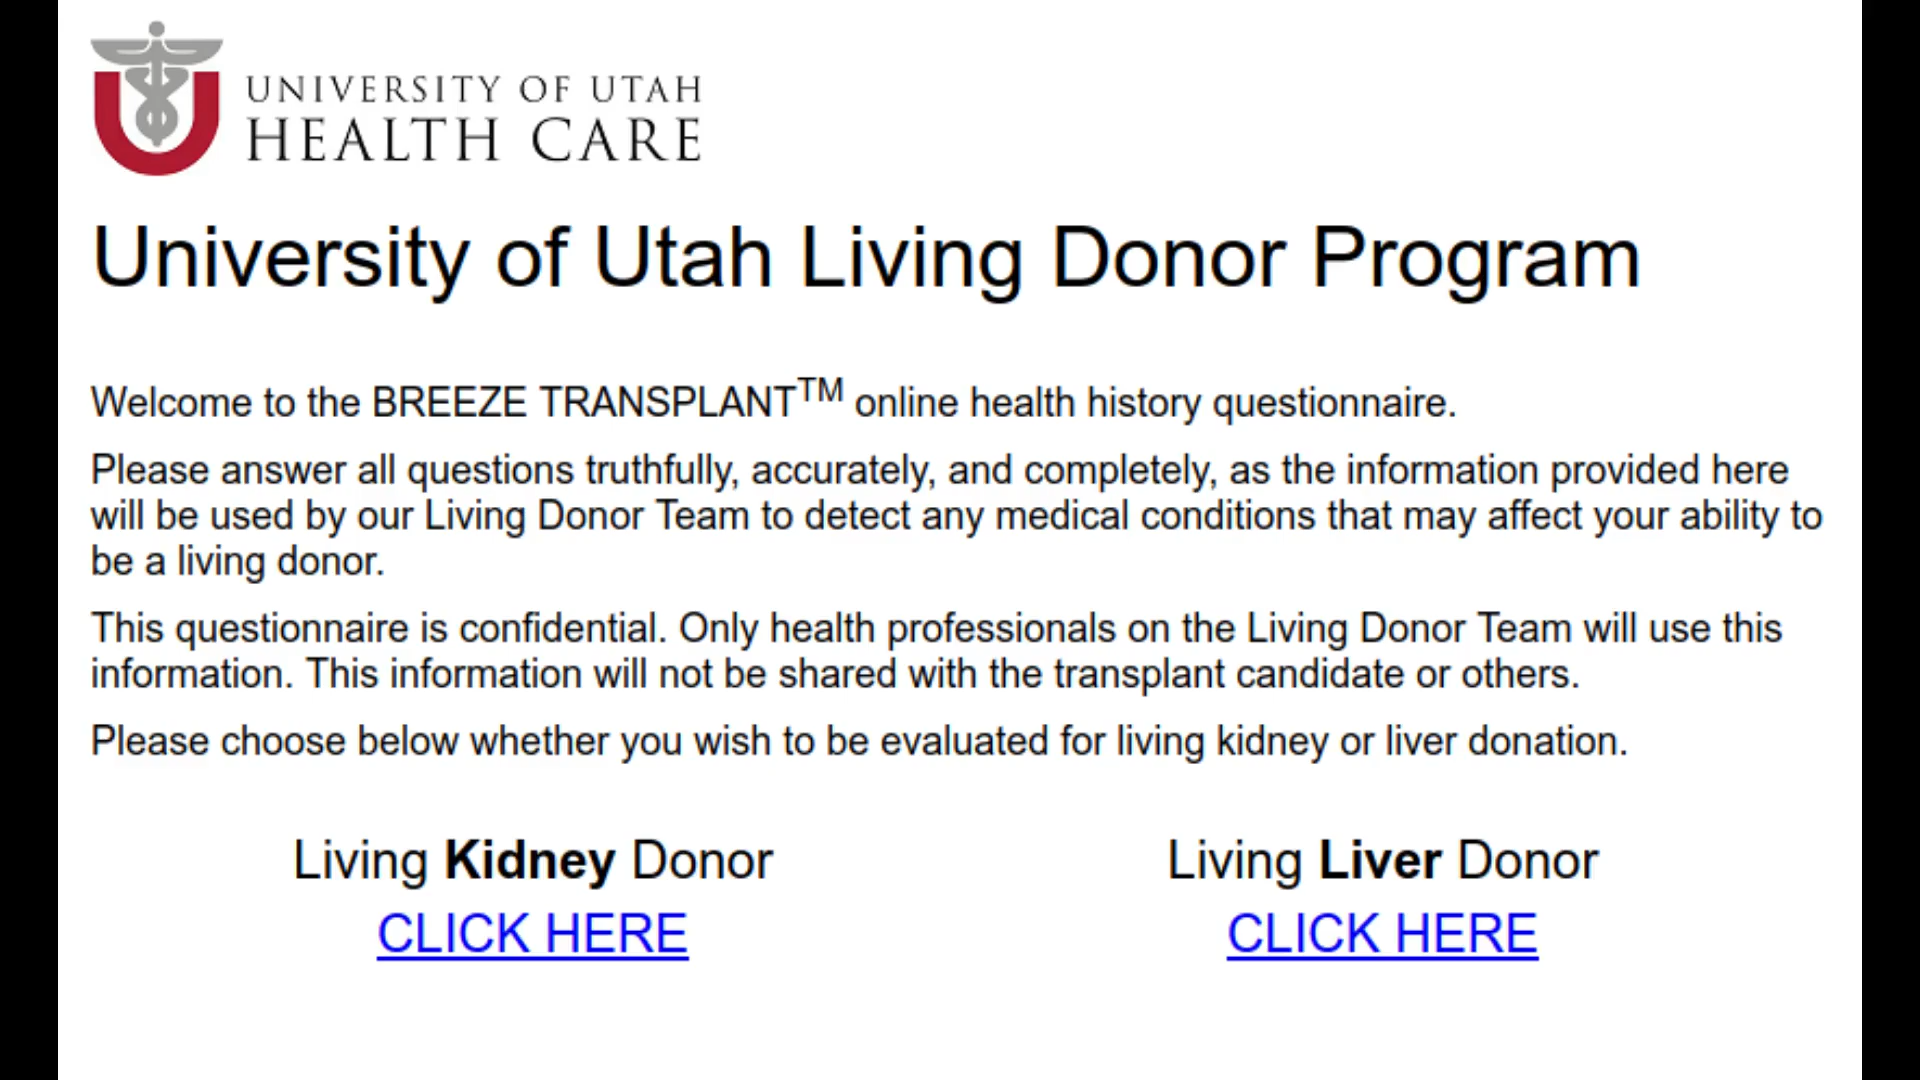 UNIVERSITY OF UTAH
HEALTH CARE
University of Utah Living Donor Program
Welcome to the BREEZE TRANSPLANT™ online health history questionnaire.
Please answer all questions truthfully, accurately, and completely, as the information provided here
will be used by our Living Donor Team to detect any medical conditions that may affect your ability to
be a living donor.
This questionnaire is confidential. Only health professionals on the Living Donor Team will use this
information. This information will not be shared with the transplant candidate or others.
Please choose below whether you wish to be evaluated for living kidney or liver donation.
Living Kidney Donor
CLICK HERE
Living Liver Donor
CLICK HERE